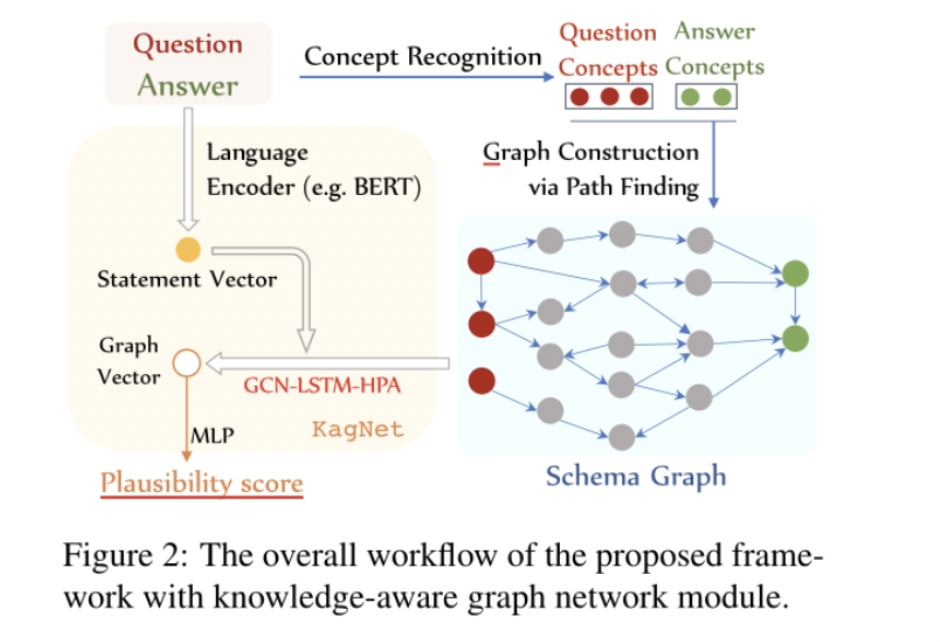 Question
Answer
Concept Recognition
Question
Concepts
Answer
Concepts
Language
Encoder (e.g. BERT)
Graph Construction
via Path Finding
Statement Vector
Graph
Vector
GCN-LSTM-HPA
KagNet
MLP
Plausibility score
Schema Graph
Figure 2: The overall workflow of the proposed frame-
work with knowledge-aware graph network module.